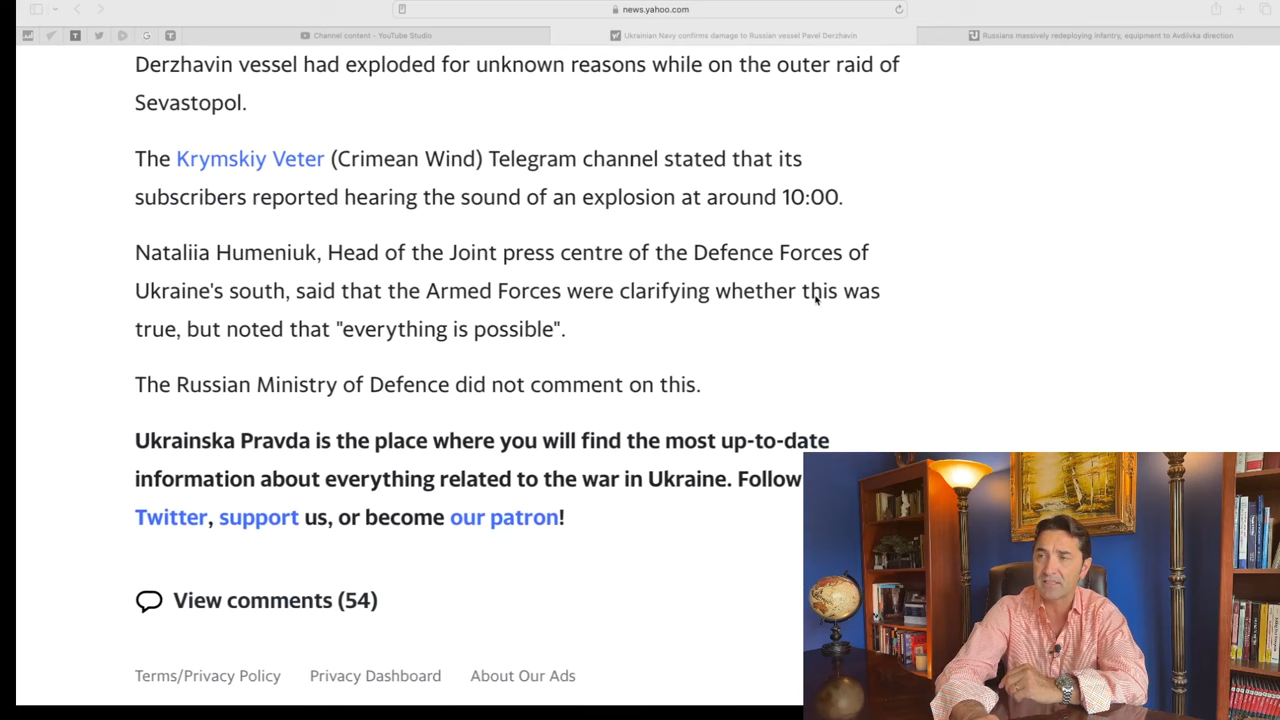 news.yahoo.com
Channel content - YouTube Studio
Ukrainian Navy confirms damage to Russian vessel Pavel Derzhavin
Russians massively redeploying infantry, equipment to Avdiivka direction
Derzhavin vessel had exploded for unknown reasons while on the outer raid of
Sevastopol.
The Krymskiy Veter (Crimean Wind) Telegram channel stated that its
subscribers reported hearing the sound of an explosion at around 10:00.
Nataliia Humeniuk, Head of the Joint press centre of the Defence Forces of
Ukraine's south, said that the Armed Forces were clarifying whether this was
true, but noted that "everything is possible".
The Russian Ministry of Defence did not comment on this.
Ukrainska Pravda is the place where you will find the most up-to-date
information about everything related to the war in Ukraine. Follow
Twitter, support us, or become our patron!
View comments (54)
Terms/Privacy Policy
Privacy Dashboard
About Our Ads